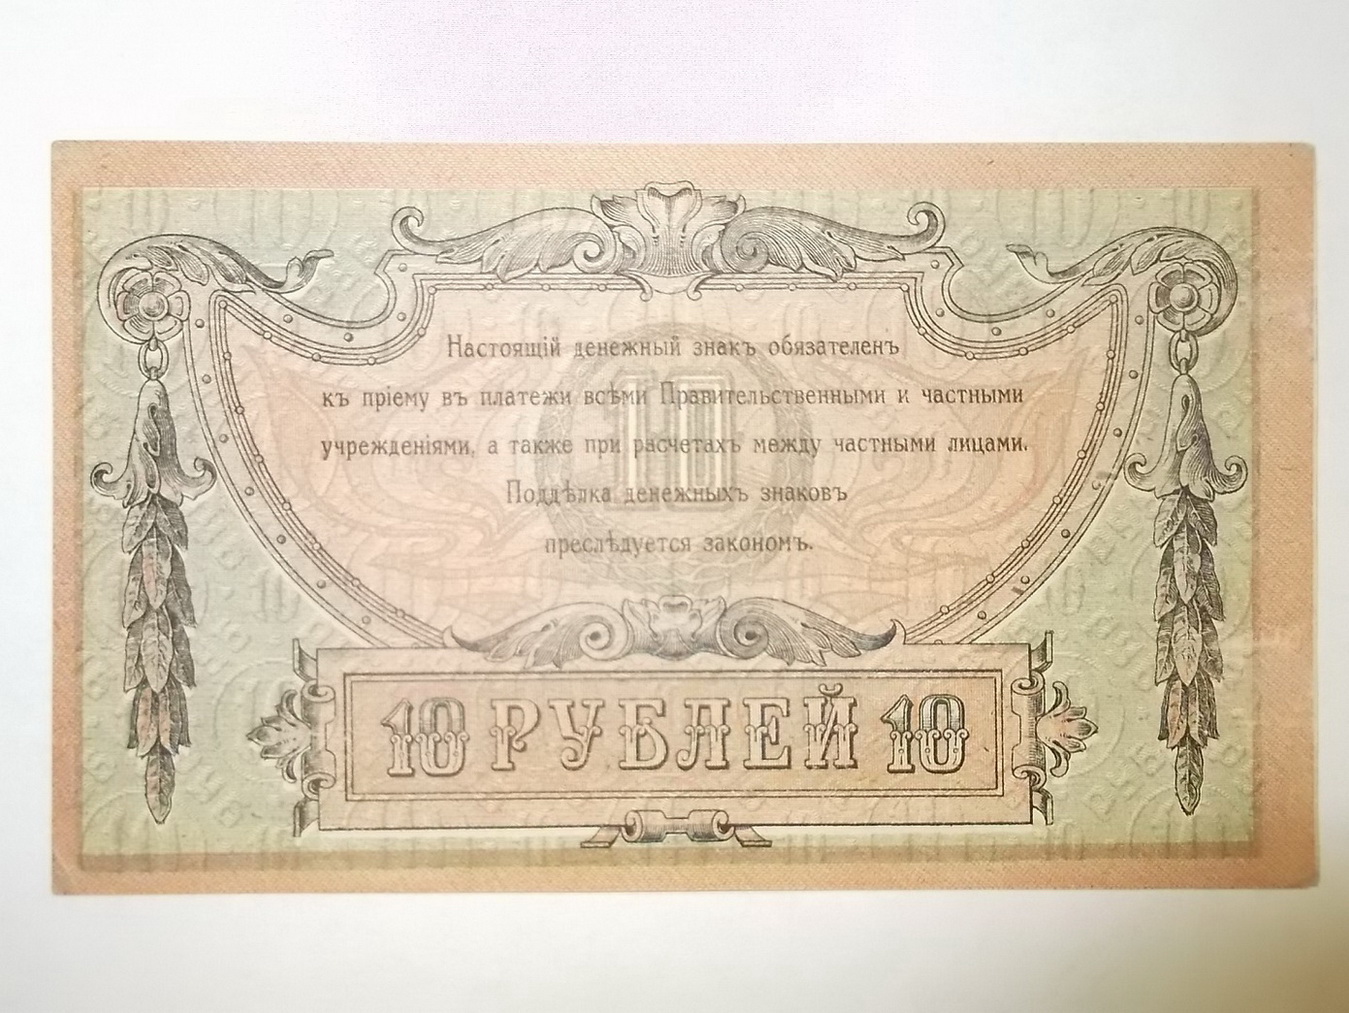 Настоящій денежный знакъ обязателенъ
къ пріему въ платежи всѣми Правительственными и частными
учрежденіями, а также при расчетахъ между частными лицами.
Поддѣлка денежныхъ знаковъ
преслѣдуется закономъ.
10 РУБЛЕЙ 10